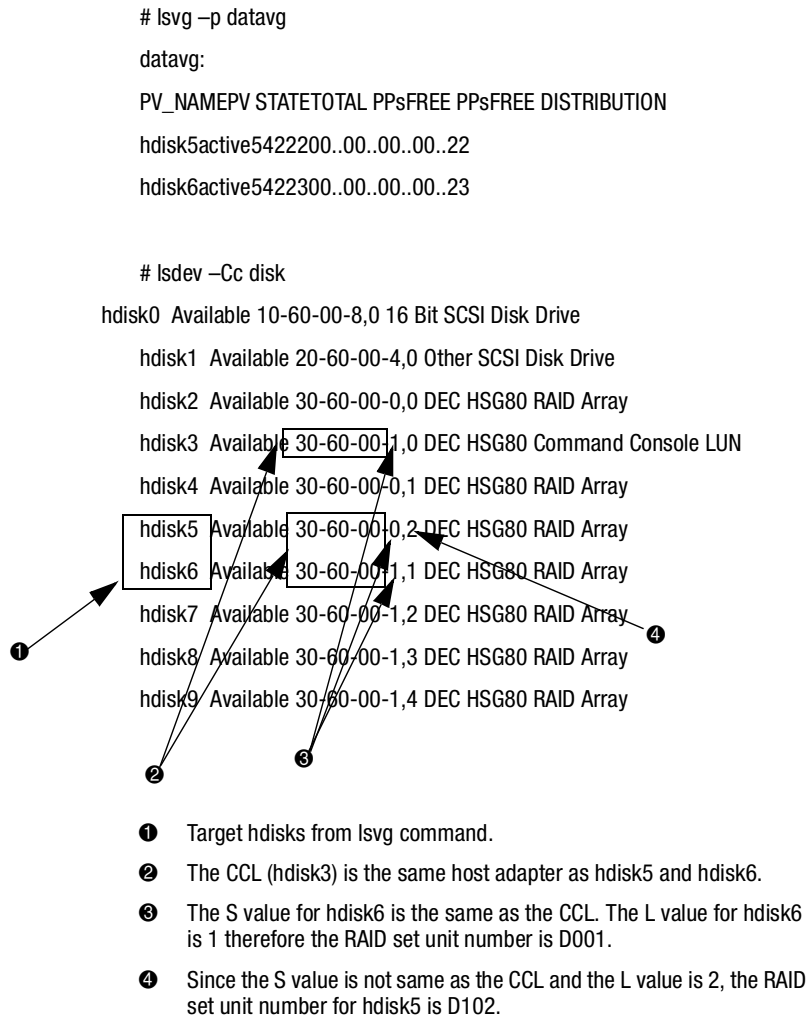 # lsvg –p datavg
datavg:
PV_NAMEPV STATETOTAL PPsFREE PPsFREE DISTRIBUTION
hdisk5active5422200..00..00..00..22
hdisk6active5422300..00..00..00..23
# lsdev –Cc disk
hdisk0 Available 10-60-00-8,0 16 Bit SCSI Disk Drive
hdisk1 Available 20-60-00-4,0 Other SCSI Disk Drive
hdisk2 Available 30-60-00-0,0 DEC HSG80 RAID Array
hdisk3 Available 30-60-00-1,0 DEC HSG80 Command Console LUN
hdisk4 Available 30-60-00-0,1 DEC HSG80 RAID Array
hdisk5 Available 30-60-00-0,2 DEC HSG80 RAID Array
hdisk6 Available 30-60-00-1,1 DEC HSG80 RAID Array
hdisk7 Available 30-60-00-1,2 DEC HSG80 RAID Array
❹
❶
hdisk8 Available 30-60-00-1,3 DEC HSG80 RAID Array
hdisk9 Available 30-60-00-1,4 DEC HSG80 RAID Array
❸
❷
❶ Target hdisks from lsvg command.
❷ The CCL (hdisk3) is the same host adapter as hdisk5 and hdisk6.
❸ The S value for hdisk6 is the same as the CCL. The L value for hdisk6
is 1 therefore the RAID set unit number is D001.
❹ Since the S value is not same as the CCL and the L value is 2, the RAID
set unit number for hdisk5 is D102.